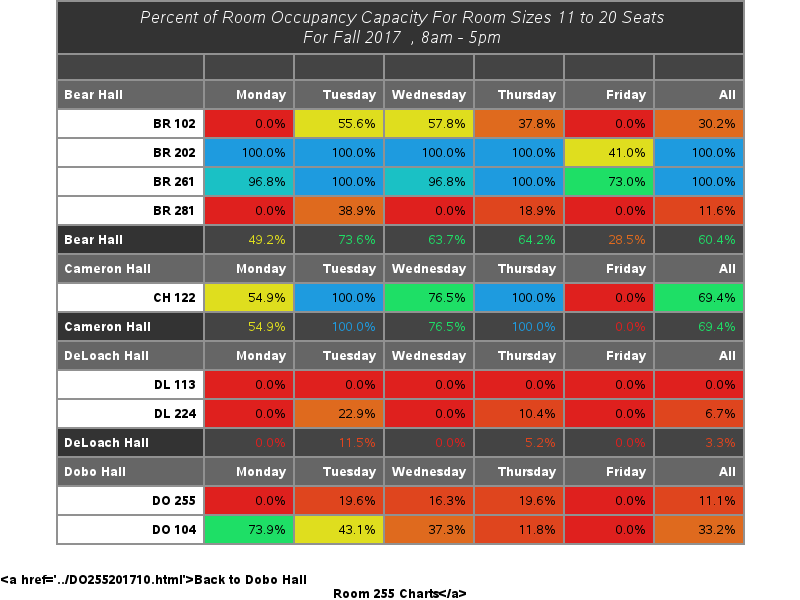 Percent of Room Occupancy Capacity For Room Sizes 11 to 20 Seats
For Fall 2017 , 8am - 5pm
Bear Hall Monday Tuesday Wednesday Thursday Friday All
BR 102 0.0% 55.6% 57.8% 37.8% 0.0% 30.2%
BR 202 100.0% 100.0% 100.0% 100.0% 41.0% 100.0%
BR 261 96.8% 100.0% 96.8% 100.0% 73.0% 100.0%
BR 281 0.0% 38.9% 0.0% 18.9% 0.0% 11.6%
Bear Hall 49.2% 73.6% 63.7% 64.2% 28.5% 60.4%
Cameron Hall Monday Tuesday Wednesday Thursday Friday All
CH 122 54.9% 100.0% 76.5% 100.0% 0.0% 69.4%
Cameron Hall 54.9% 100.0% 76.5% 100.0% 0.0% 69.4%
DeLoach Hall Monday Tuesday Wednesday Thursday Friday All
DL 113 0.0% 0.0% 0.0% 0.0% 0.0% 0.0%
DL 224 0.0% 22.9% 0.0% 10.4% 0.0% 6.7%
DeLoach Hall 0.0% 11.5% 0.0% 5.2% 0.0% 3.3%
Dobo Hall Monday Tuesday Wednesday Thursday Friday All
DO 255 0.0% 19.6% 16.3% 19.6% 0.0% 11.1%
DO 104 73.9% 43.1% 37.3% 11.8% 0.0% 33.2%
<a href='../DO255201710.html'>Back to Dobo Hall
Room 255 Charts</a>